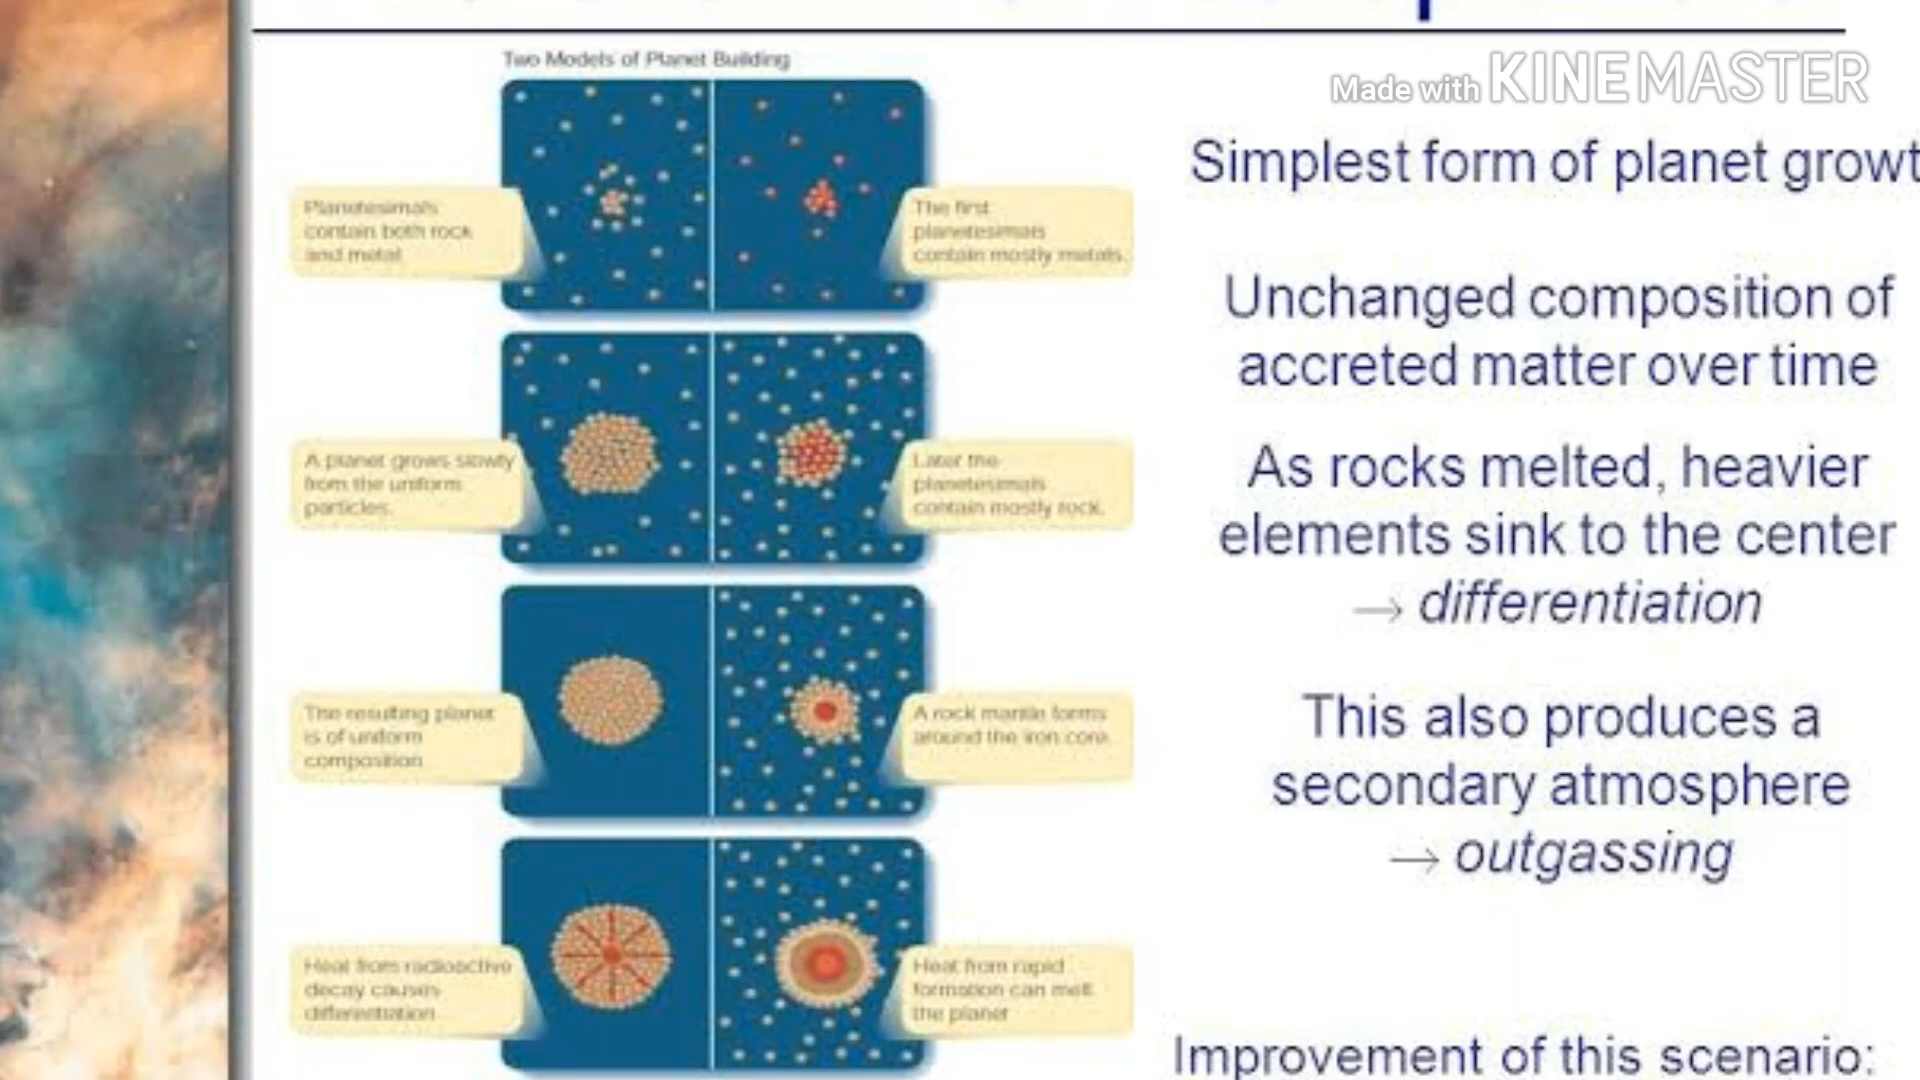 Two Models of Planet Building
Made with KINEMASTER
Planetesimals
contain both rock
and metal
The first
planetesimals
contain mostly metals.
Simplest form of planet growt
Unchanged composition of
accreted matter over time
A planet grows slowly
from the uniform
particles.
Later the
planetesimals
contain mostly rock.
As rocks melted, heavier
elements sink to the center
→ differentiation
The resulting planet
is of uniform
composition
A rock mantle forms
around the iron core.
This also produces a
secondary atmosphere
→ outgassing
Heat from radioactive
decay causes
differentiation
Heat from rapid
formation can melt
the planet
Improvement of this scenario: